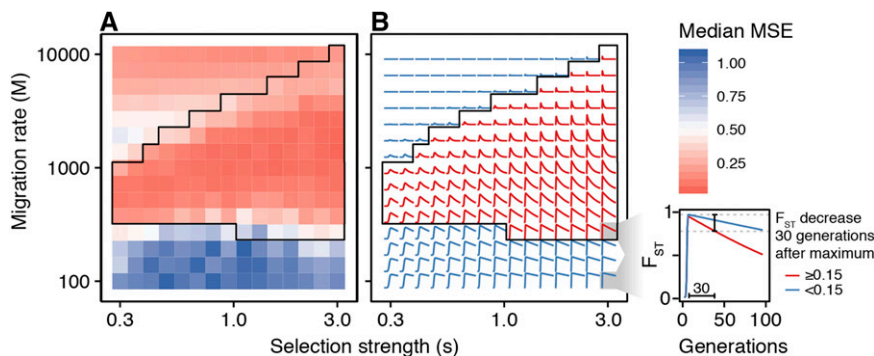 A
B
Median MSE
1.00
0.75
0.50
0.25
Migration rate (M)
10000
1000
100
0.3
1.0
3.0
0.3
1.0
3.0
Selection strength (s)
1
0
FST
30
0
50
100
Generations
FST decrease
30 generations
after maximum
≥0.15
<0.15